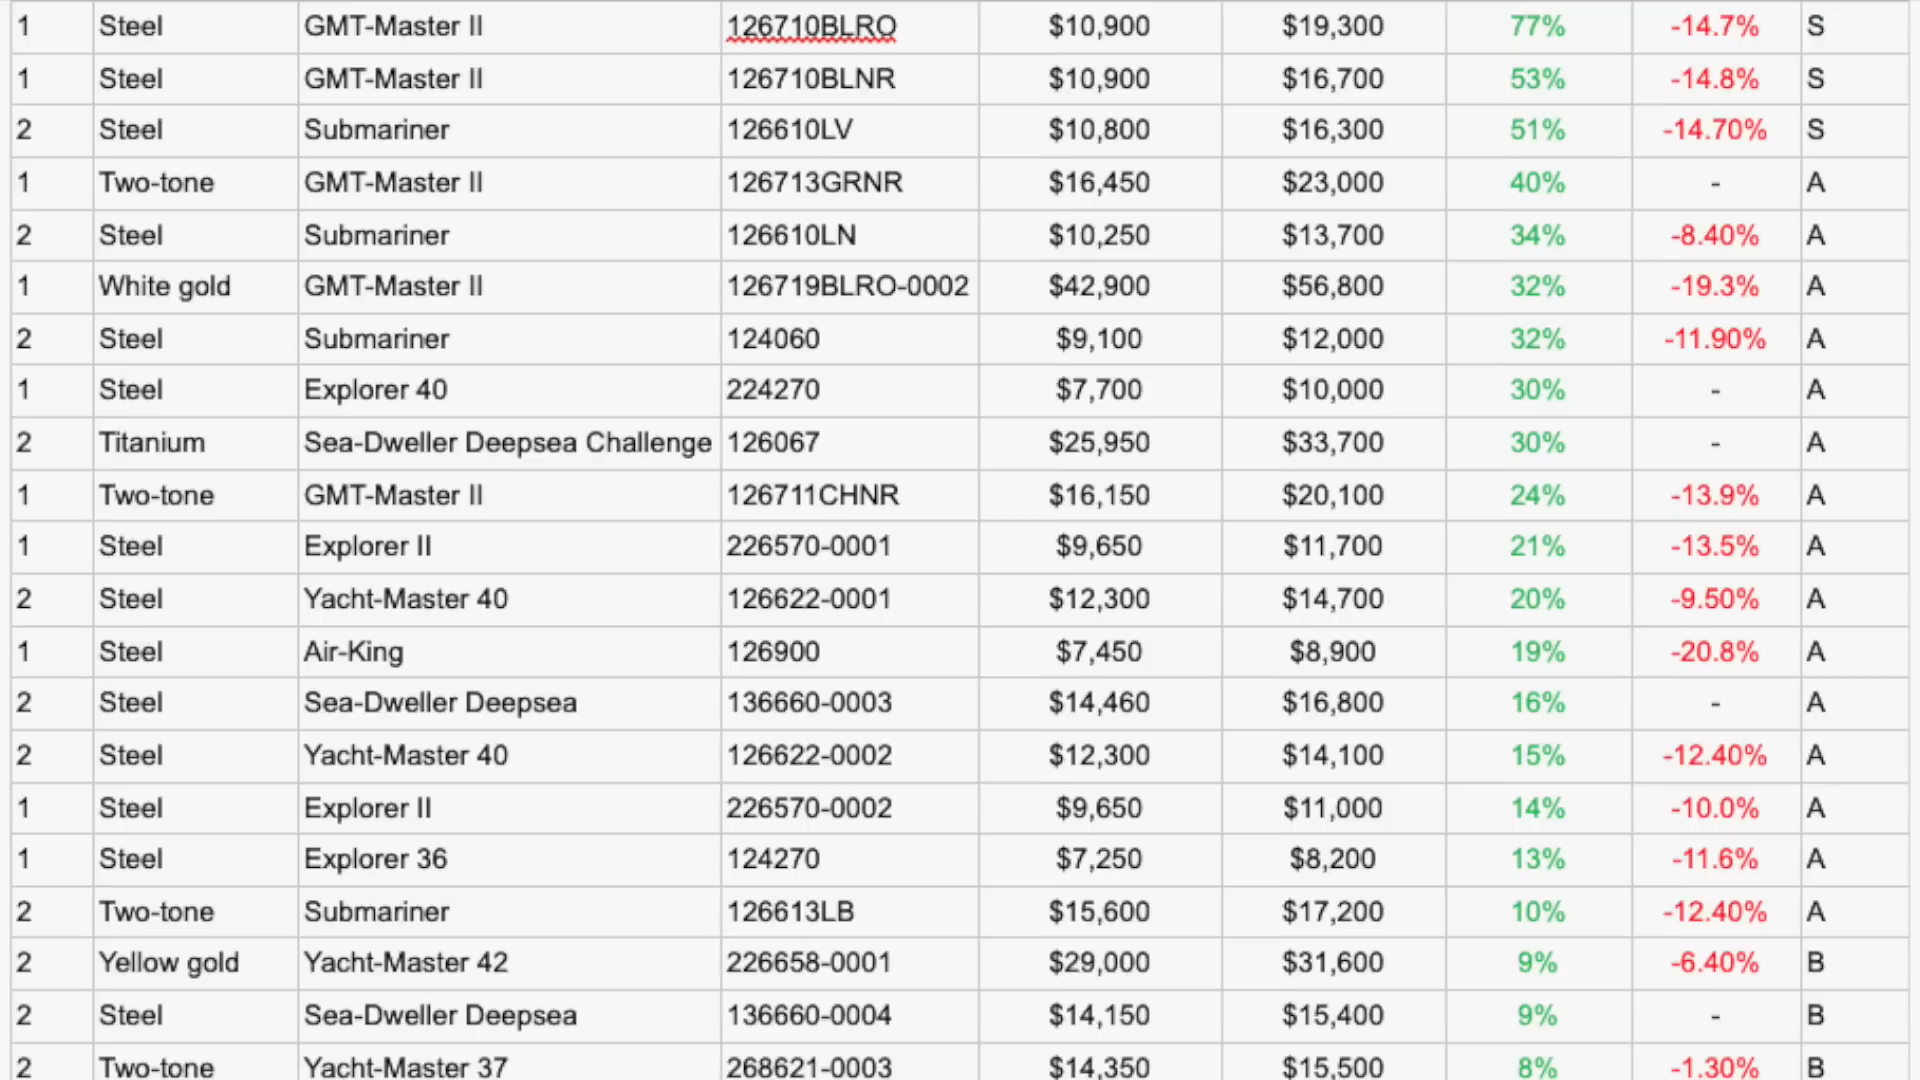 1 Steel GMT-Master II 126710BLRO $10,900 $19,300 77% -14.7% S
1 Steel GMT-Master II 126710BLNR $10,900 $16,700 53% -14.8% S
2 Steel Submariner 126610LV $10,800 $16,300 51% -14.70% S
1 Two-tone GMT-Master II 126713GRNR $16,450 $23,000 40% - A
2 Steel Submariner 126610LN $10,250 $13,700 34% -8.40% A
1 White gold GMT-Master II 126719BLRO-0002 $42,900 $56,800 32% -19.3% A
2 Steel Submariner 124060 $9,100 $12,000 32% -11.90% A
1 Steel Explorer 40 224270 $7,700 $10,000 30% - A
2 Titanium Sea-Dweller Deepsea Challenge 126067 $25,950 $33,700 30% - A
1 Two-tone GMT-Master II 126711CHNR $16,150 $20,100 24% -13.9% A
1 Steel Explorer II 226570-0001 $9,650 $11,700 21% -13.5% A
2 Steel Yacht-Master 40 126622-0001 $12,300 $14,700 20% -9.50% A
1 Steel Air-King 126900 $7,450 $8,900 19% -20.8% A
2 Steel Sea-Dweller Deepsea 136660-0003 $14,460 $16,800 16% - A
2 Steel Yacht-Master 40 126622-0002 $12,300 $14,100 15% -12.40% A
1 Steel Explorer II 226570-0002 $9,650 $11,000 14% -10.0% A
1 Steel Explorer 36 124270 $7,250 $8,200 13% -11.6% A
2 Two-tone Submariner 126613LB $15,600 $17,200 10% -12.40% A
2 Yellow gold Yacht-Master 42 226658-0001 $29,000 $31,600 9% -6.40% B
2 Steel Sea-Dweller Deepsea 136660-0004 $14,150 $15,400 9% - B
2 Two-tone Yacht-Master 37 268621-0003 $14,350 $15,500 8% -1.30% B